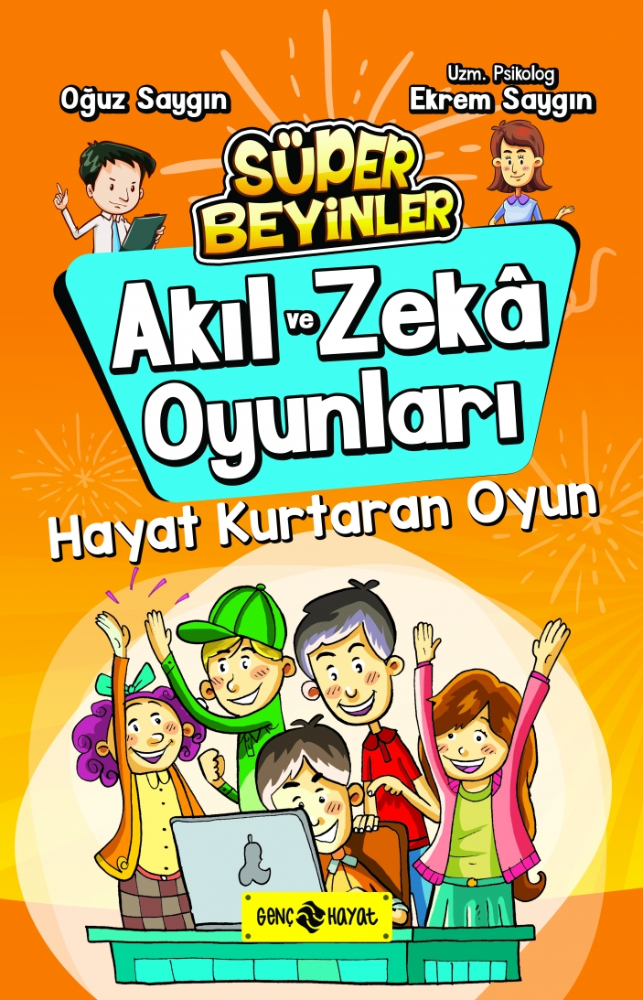 Oğuz Saygın
Uzm. Psikolog
Ekrem Saygın
SÜPER
BEYİNLER
Akıl ve Zekâ
Oyunları
Hayat Kurtaran Oyun
GENÇ HAYAT